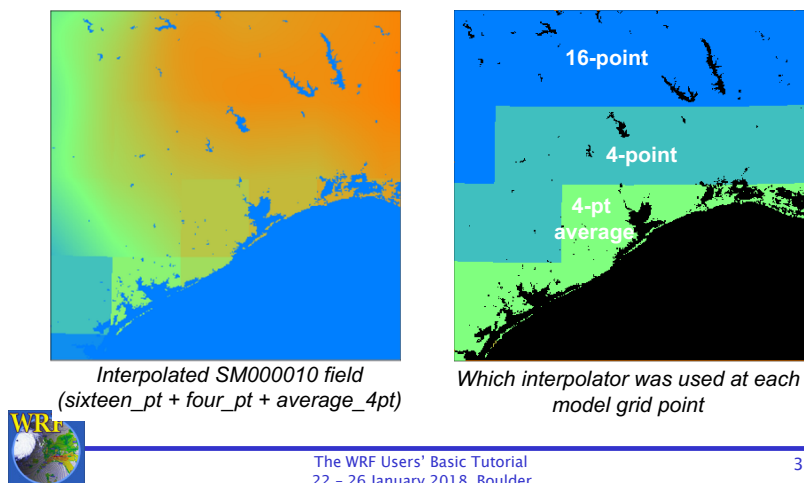 16-point
4-point
4-pt
average
Interpolated SM000010 field
(sixteen_pt + four_pt + average_4pt)
Which interpolator was used at each
model grid point
WRF
The WRF Users' Basic Tutorial
22 – 26 January 2018, Boulder
3